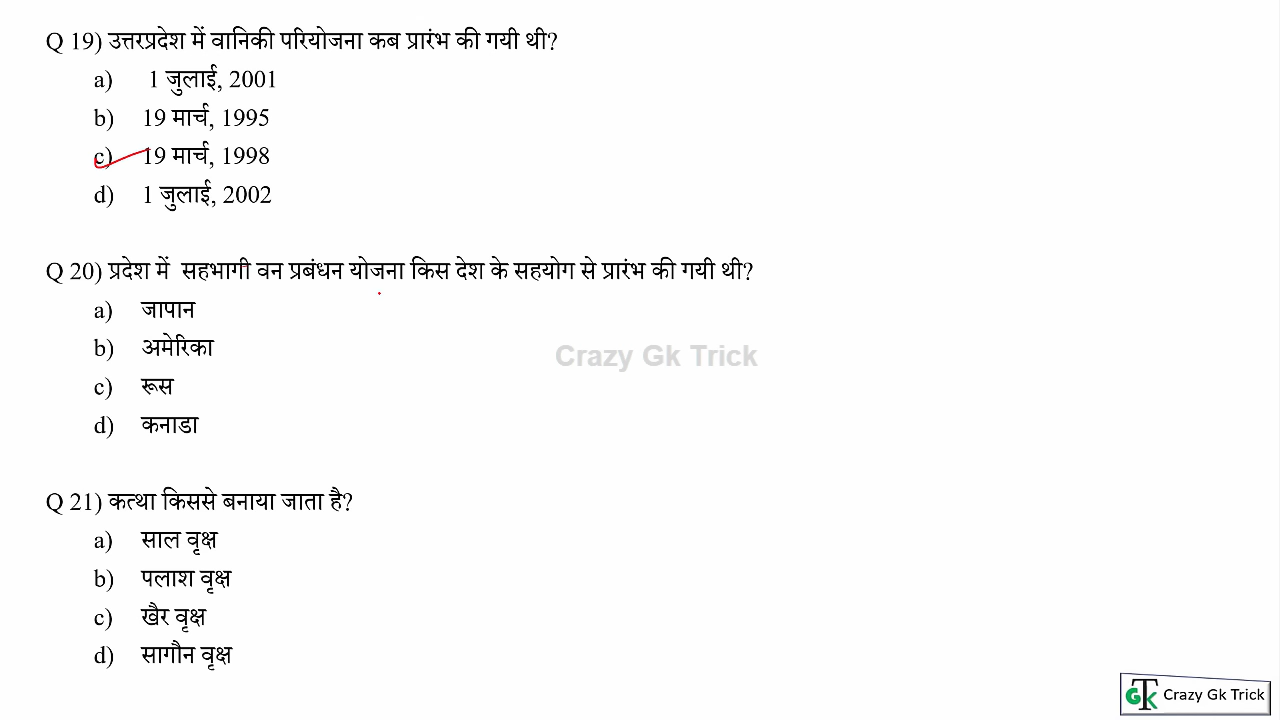 Q 19) उत्तरप्रदेश में वानिकी परियोजना कब प्रारंभ की गयी थी?
a) 1 जुलाई, 2001
b) 19 मार्च, 1995
c) 19 मार्च, 1998
d) 1 जुलाई, 2002
Q 20) प्रदेश में सहभागी वन प्रबंधन योजना किस देश के सहयोग से प्रारंभ की गयी थी?
a) जापान
b) अमेरिका
Crazy Gk Trick
c) रूस
d) कनाडा
Q 21) कत्था किससे बनाया जाता है?
a) साल वृक्ष
b) पलाश वृक्ष
c) खैर वृक्ष
d) सागौन वृक्ष
GTK Crazy Gk Trick